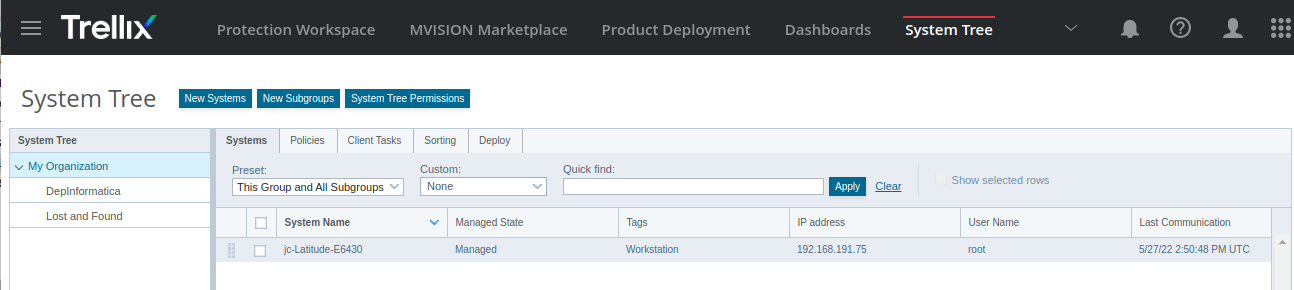 Trellix Protection Workspace MVISION Marketplace Product Deployment Dashboards System Tree
System Tree New Systems New Subgroups System Tree Permissions
System Tree
My Organization
DepInformatica
Lost and Found
Systems Policies Client Tasks Sorting Deploy
Preset: Custom: Quick find:
This Group and All Subgroups None Apply Clear Show selected rows
System Name Managed State Tags IP address User Name Last Communication
jc-Latitude-E6430 Managed Workstation 192.168.191.75 root 5/27/22 2:50:48 PM UTC